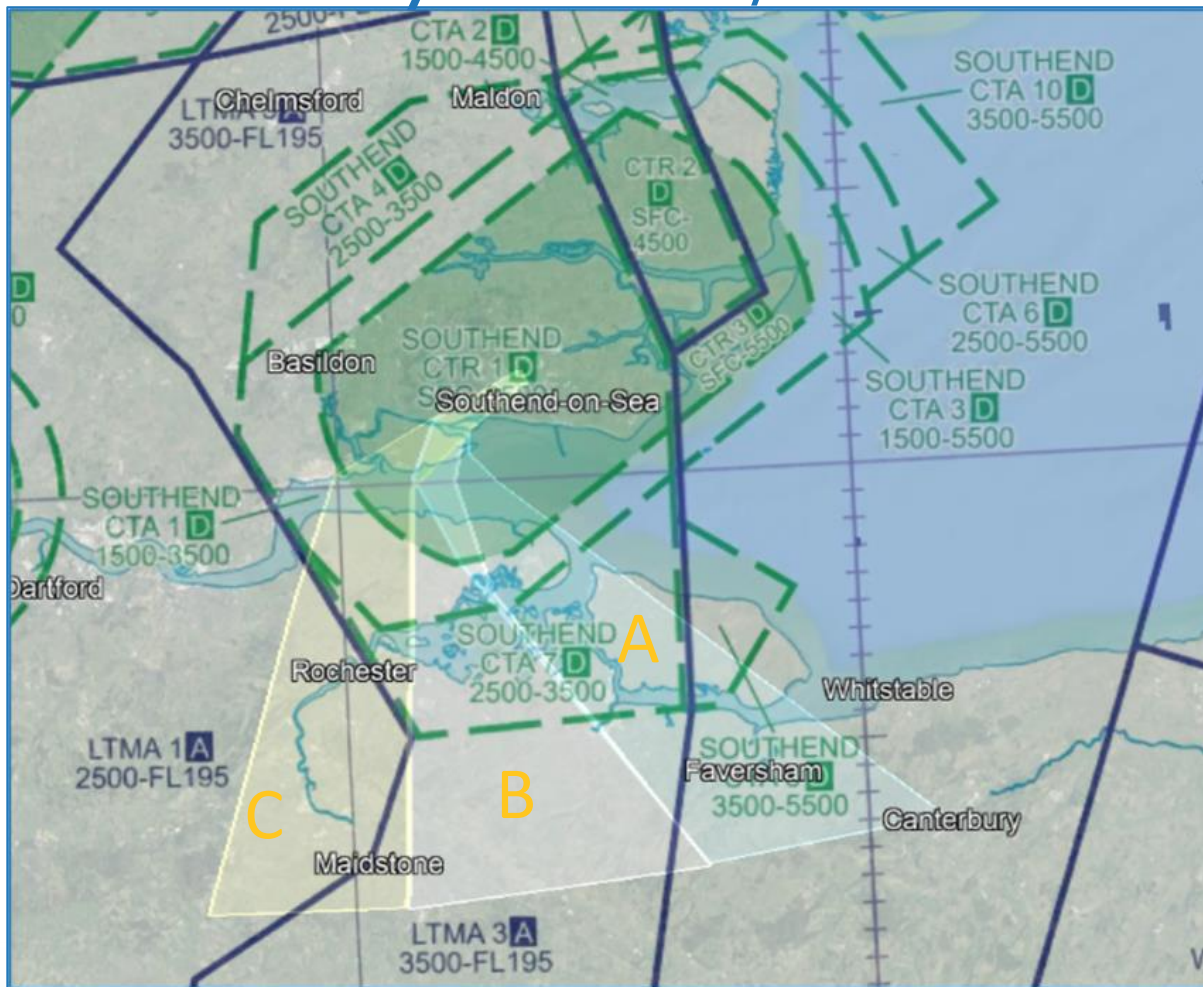 2500-FL
CTA 2 D
1500-4500
SOUTHEND
CTA 10 D
3500-5500
Chelmsford
Maldon
LTMA A
3500-FL195
SOUTHEND
CTA 4 D
2500-3500
CTR 2
D
SFC-
4500
D
0
SOUTHEND
CTA 6 D
2500-5500
SOUTHEND
CTR 1 D
Basildon
CTR 3 D
SFC-5500
SOUTHEND
CTA 3 D
1500-5500
Southend-on-Sea
SOUTHEND
CTA 1 D
1500-3500
Dartford
SOUTHEND
CTA 7 D
2500-3500
A
Rochester
Whitstable
LTMA 1 A
2500-FL195
SOUTHEND
Faversham
3500-5500
C
B
Canterbury
Maidstone
LTMA 3 A
3500-FL195